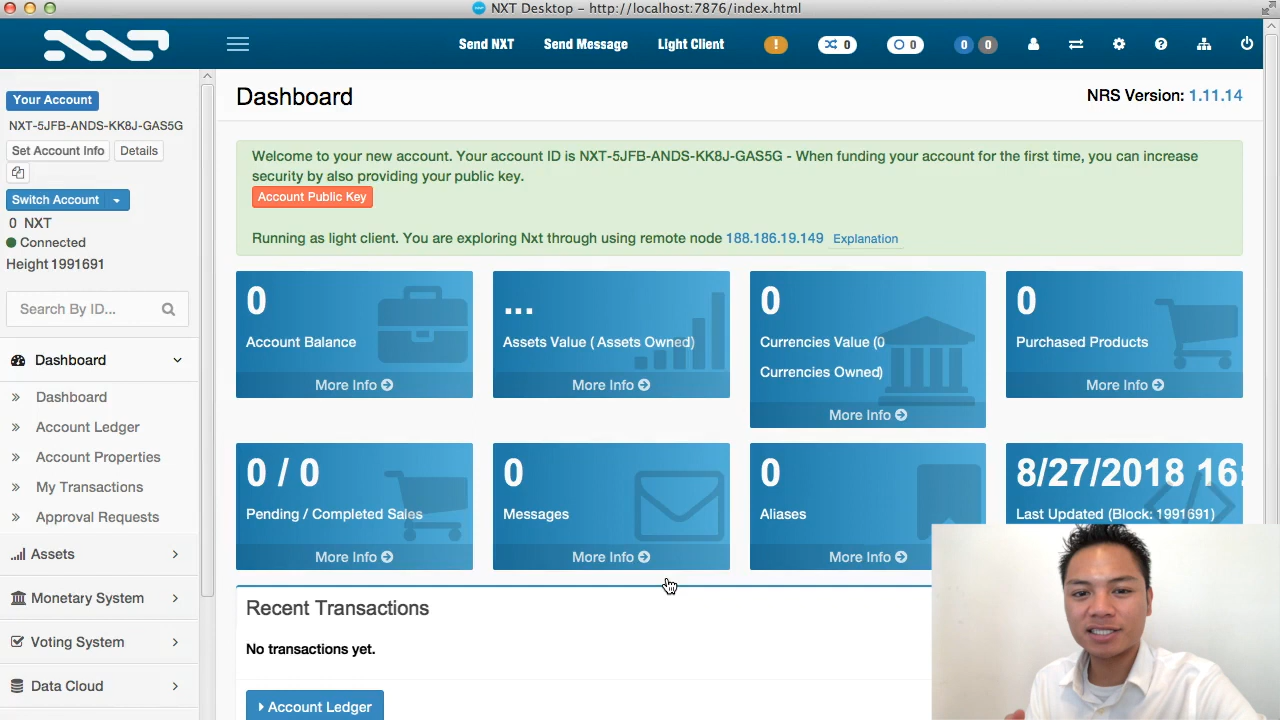 NXT Desktop – http://localhost:7876/index.html
NXT
Send NXT
Send Message
Light Client
0
0
0 0
Your Account
NXT-5JFB-ANDS-KK8J-GAS5G
Set Account Info
Details
Switch Account
0 NXT
Connected
Height 1991691
Search By ID...
Dashboard
Dashboard
Account Ledger
Account Properties
My Transactions
Approval Requests
Assets
Monetary System
Voting System
Data Cloud
Dashboard
NRS Version: 1.11.14
Welcome to your new account. Your account ID is NXT-5JFB-ANDS-KK8J-GAS5G - When funding your account for the first time, you can increase
security by also providing your public key.
Account Public Key
Running as light client. You are exploring Nxt through using remote node 188.186.19.149 Explanation
0
Account Balance
More Info
...
Assets Value ( Assets Owned)
More Info
0
Currencies Value (0
Currencies Owned)
More Info
0
Purchased Products
More Info
0 / 0
Pending / Completed Sales
More Info
0
Messages
More Info
0
Aliases
More Info
8/27/2018 16:
Last Updated (Block: 1991691)
Recent Transactions
No transactions yet.
Account Ledger